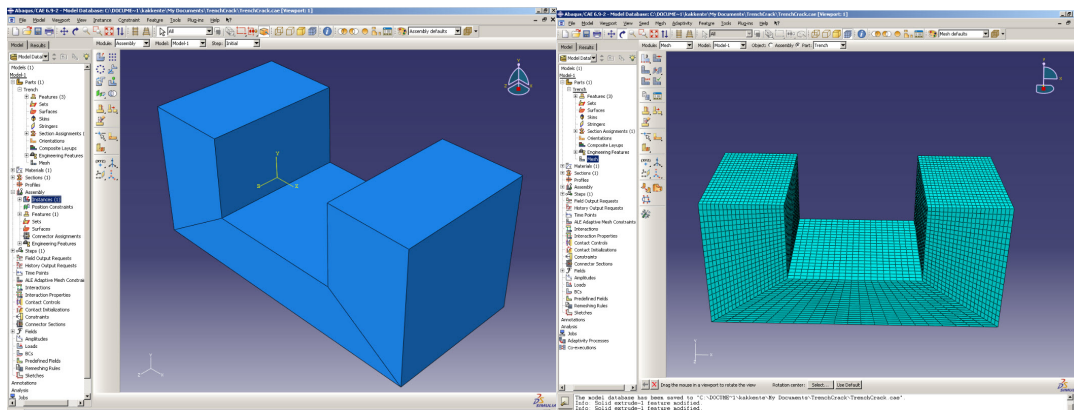 Abaqus/CAE 6.9-2 - Model Database: C:\DOCUME~1\kakkente\My Documents\TrenchCrack\TrenchCrack.cae [Viewport: 1]
File Model Viewport View Instance Constraint Feature Tools Plug-ins Help
All
Assembly defaults
Model Results
Module: Assembly Model: Model-1 Step: Initial
Model Datab
Models (1)
Model-1
Parts (1)
Trench
Features (3)
Sets
Surfaces
Skins
Stringers
Section Assignments (
Orientations
Composite Layups
Engineering Features
Mesh
Materials (1)
Sections (1)
Profiles
Assembly
Instances (1)
Position Constraints
Features (1)
Sets
Surfaces
Connector Assignments
Engineering Features
Steps (1)
Field Output Requests
History Output Requests
Time Points
ALE Adaptive Mesh Constrai
Interactions
Interaction Properties
Contact Controls
Contact Initializations
Constraints
Connector Sections
Fields
Amplitudes
Loads
BCs
Predefined Fields
Remeshing Rules
Sketches
Annotations
Analysis
Jobs
Abaqus/CAE 6.9-2 - Model Database: C:\DOCUME~1\kakkente\My Documents\TrenchCrack\TrenchCrack.cae [Viewport: 1]
File Model Viewport View Seed Mesh Adaptivity Feature Tools Plug-ins Help
All
Mesh defaults
Model Results
Module: Mesh Model: Model-1 Object: Assembly Part: Trench
Model Datab
Models (1)
Model-1
Parts (1)
Trench
Features (3)
Sets
Surfaces
Skins
Stringers
Section Assignments (1)
Orientations
Composite Layups
Engineering Features
Mesh
Materials (1)
Sections (1)
Profiles
Assembly
Steps (1)
Field Output Requests
History Output Requests
Time Points
ALE Adaptive Mesh Constraints
Interactions
Interaction Properties
Contact Controls
Contact Initializations
Constraints
Connector Sections
Fields
Amplitudes
Loads
BCs
Predefined Fields
Remeshing Rules
Sketches
Annotations
Analysis
Jobs
Adaptivity Processes
Co-executions
Drag the mouse in a viewport to rotate the view Rotation center: Select... Use Default
The model database has been saved to "C:\DOCUME~1\kakkente\My Documents\TrenchCrack\TrenchCrack.cae".
Info: Solid extrude-1 feature modified
Info: Solid extrude-1 feature modified